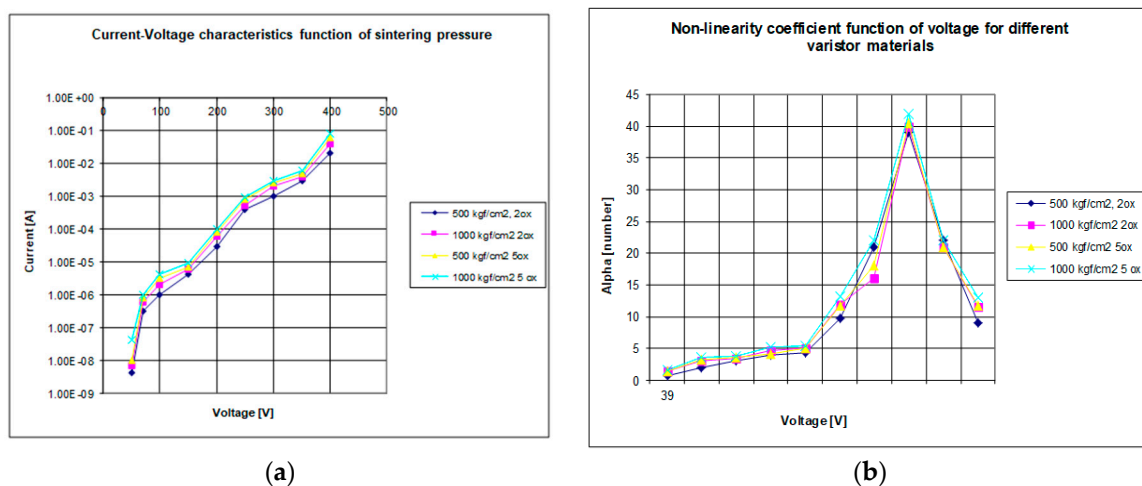 Current-Voltage characteristics function of sintering pressure
1.00E +00
0 100 200 300 400 500
1.00E -01
1.00E -02
1.00E -03
1.00E -04
1.00E -05
1.00E -06
1.00E -07
1.00E -08
1.00E -09
Current [A]
Voltage [V]
500 kgf/cm2, 2ox
1000 kgf/cm2 2ox
500 kgf/cm2 5ox
1000 kgf/cm2 5 ox
(a)
Non-linearity coefficient function of voltage for different
varistor materials
45
40
35
30
25
20
15
10
5
0
39
Alpha [number]
Voltage [V]
500 kgf/cm2, 2ox
1000 kgf/cm2 2ox
500 kgf/cm2 5ox
1000 kgf/cm2 5 ox
(b)